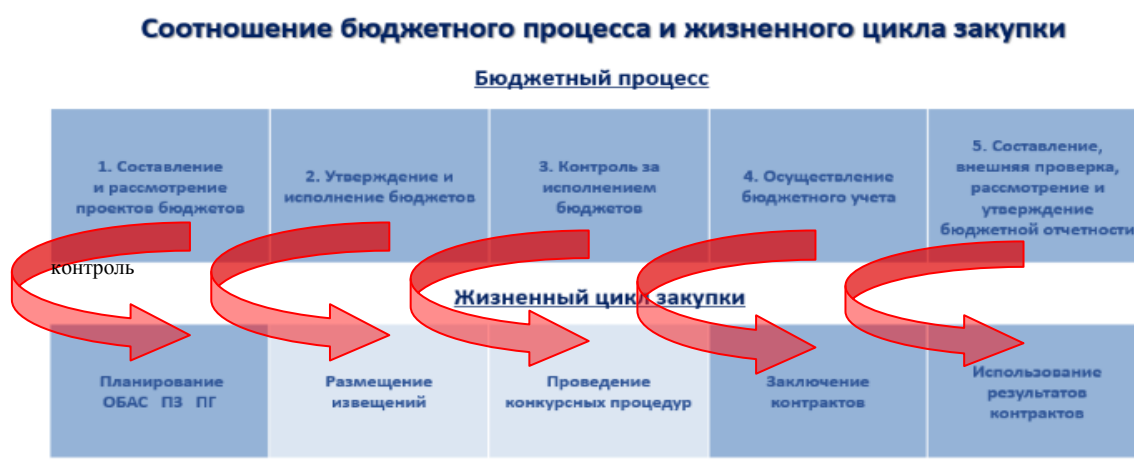 Соотношение бюджетного процесса и жизненного цикла закупки
Бюджетный процесс
1. Составление
и рассмотрение
проектов бюджетов
2. Утверждение и
исполнение бюджетов
3. Контроль за
исполнением
бюджетов
4. Осуществление
бюджетного учета
5. Составление,
внешняя проверка,
рассмотрение и
утверждение
бюджетной отчетности
контроль
Жизненный цикл закупки
Планирование
ОБАС ПЗ ПГ
Размещение
извещений
Проведение
конкурсных процедур
Заключение
контрактов
Использование
результатов
контрактов